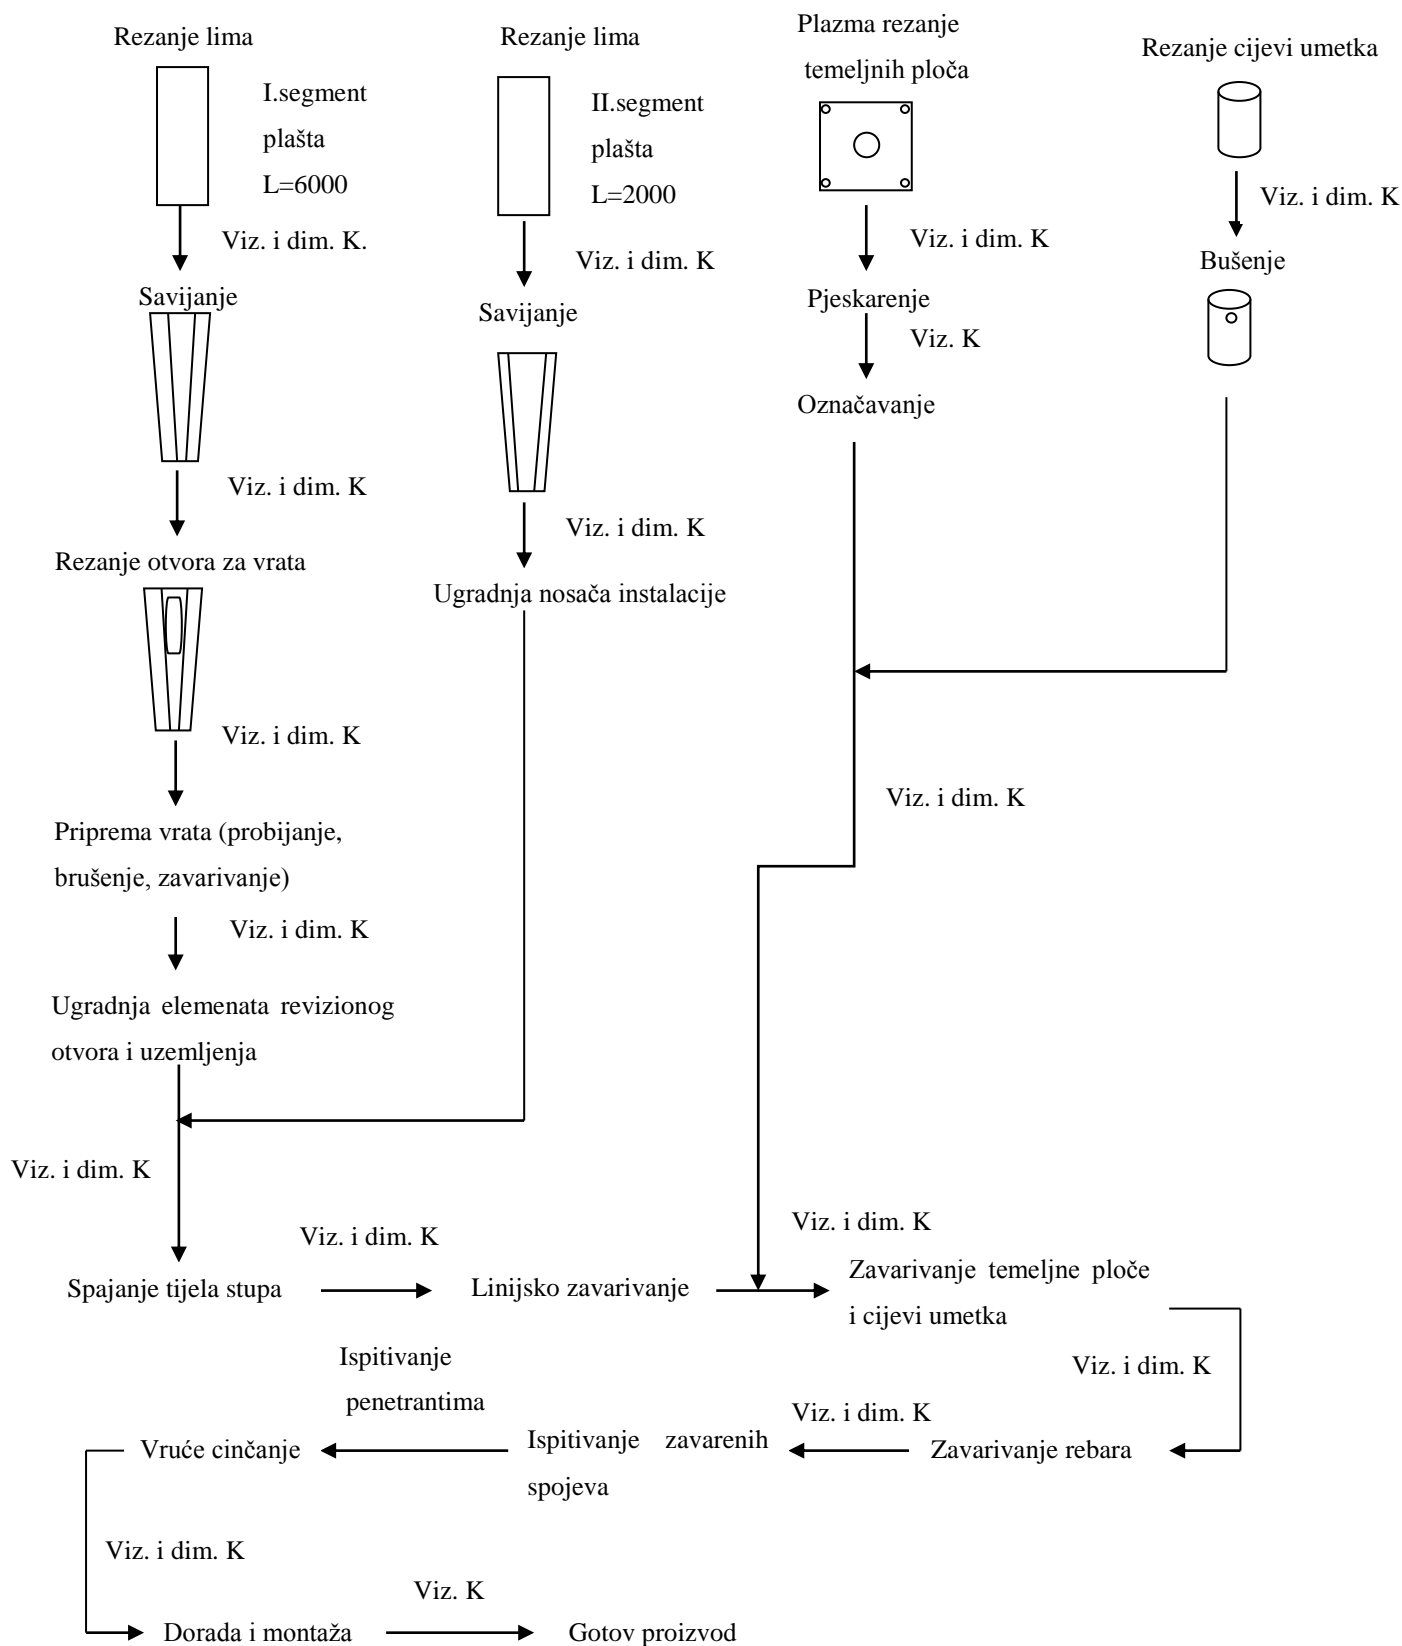 Rezanje lima
I.segment
plašta
L=6000
Viz. i dim. K.
Savijanje
Viz. i dim. K
Rezanje otvora za vrata
Viz. i dim. K
Priprema vrata (probijanje,
brušenje, zavarivanje)
Viz. i dim. K
Ugradnja elemenata revizionog
otvora i uzemljenja
Viz. i dim. K
Rezanje lima
II.segment
plašta
L=2000
Viz. i dim. K
Savijanje
Viz. i dim. K
Ugradnja nosača instalacije
Plazma rezanje
temeljnih ploča
Viz. i dim. K
Pjeskarenje
Viz. K
Označavanje
Rezanje cijevi umetka
Viz. i dim. K
Bušenje
Viz. i dim. K
Spajanje tijela stupa
Viz. i dim. K
Linijsko zavarivanje
Viz. i dim. K
Zavarivanje temeljne ploče
i cijevi umetka
Viz. i dim. K
Zavarivanje rebara
Viz. i dim. K
Ispitivanje zavarenih
spojeva
Ispitivanje
penetrantima
Vruće cinčanje
Viz. i dim. K
Dorada i montaža
Viz. K
Gotov proizvod